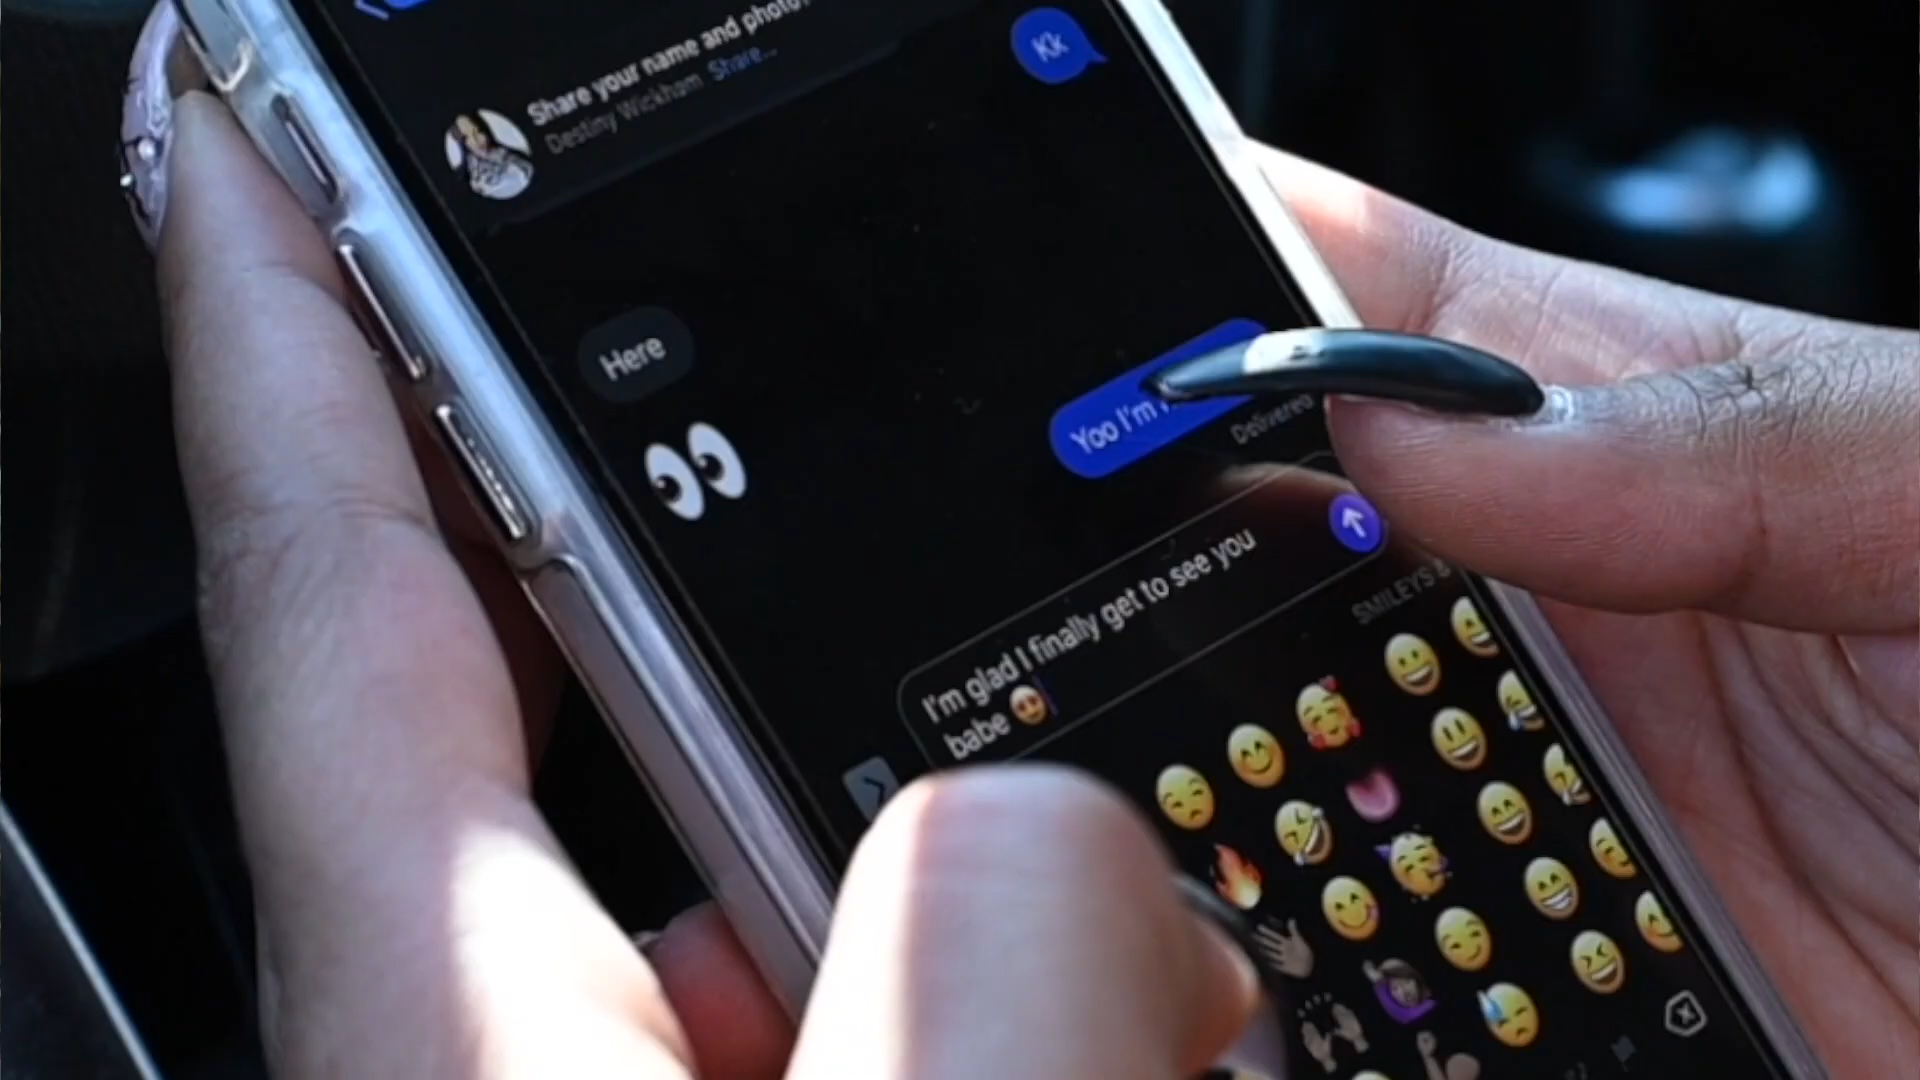 Share your name and photo?
Destiny Wickham Share...
Kk
Here
Yoo I'm
Delivered
I'm glad I finally get to see you
babe 😍
SMILEYS &